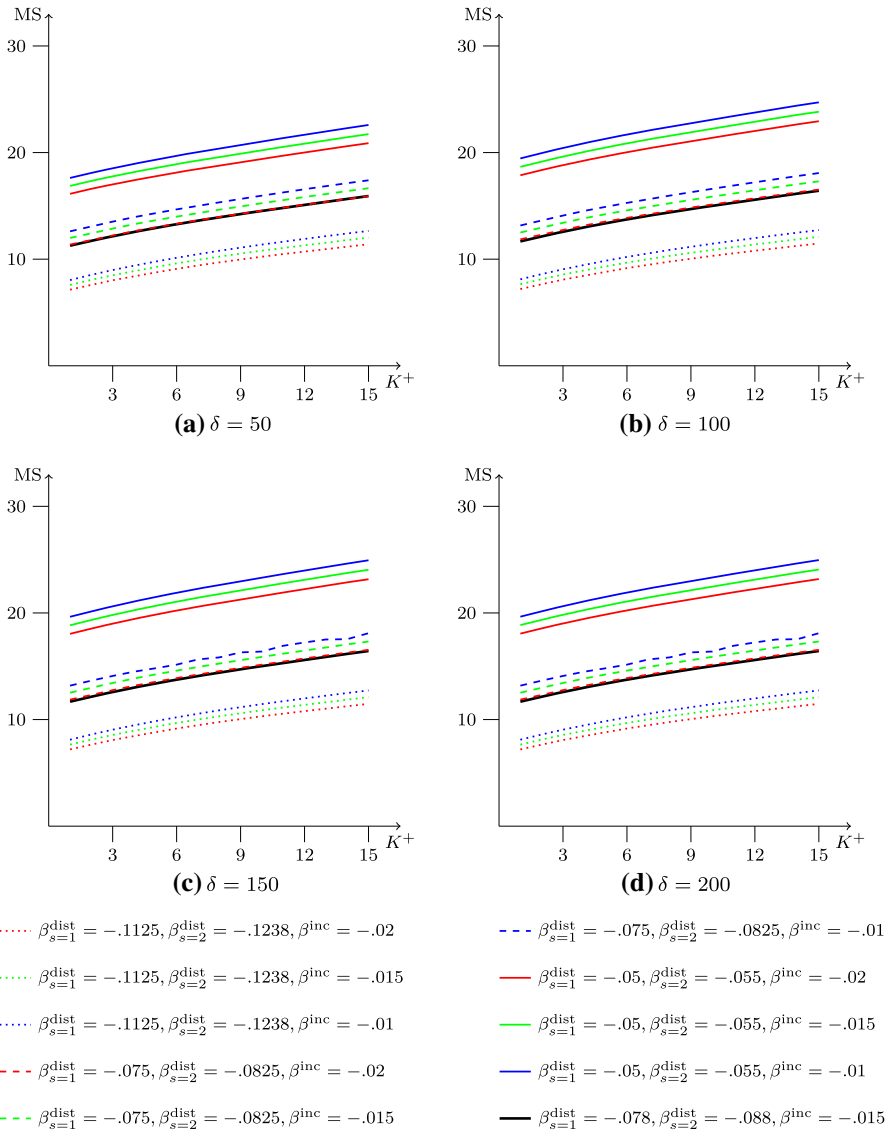 MS
30
20
10
3 6 9 12 15 K⁺
(a) δ = 50
MS
30
20
10
3 6 9 12 15 K⁺
(b) δ = 100
MS
30
20
10
3 6 9 12 15 K⁺
(c) δ = 150
MS
30
20
10
3 6 9 12 15 K⁺
(d) δ = 200
β^dist_{s=1} = −.1125, β^dist_{s=2} = −.1238, β^inc = −.02
β^dist_{s=1} = −.1125, β^dist_{s=2} = −.1238, β^inc = −.015
β^dist_{s=1} = −.1125, β^dist_{s=2} = −.1238, β^inc = −.01
β^dist_{s=1} = −.075, β^dist_{s=2} = −.0825, β^inc = −.02
β^dist_{s=1} = −.075, β^dist_{s=2} = −.0825, β^inc = −.015
β^dist_{s=1} = −.075, β^dist_{s=2} = −.0825, β^inc = −.01
β^dist_{s=1} = −.05, β^dist_{s=2} = −.055, β^inc = −.02
β^dist_{s=1} = −.05, β^dist_{s=2} = −.055, β^inc = −.015
β^dist_{s=1} = −.05, β^dist_{s=2} = −.055, β^inc = −.01
β^dist_{s=1} = −.078, β^dist_{s=2} = −.088, β^inc = −.015